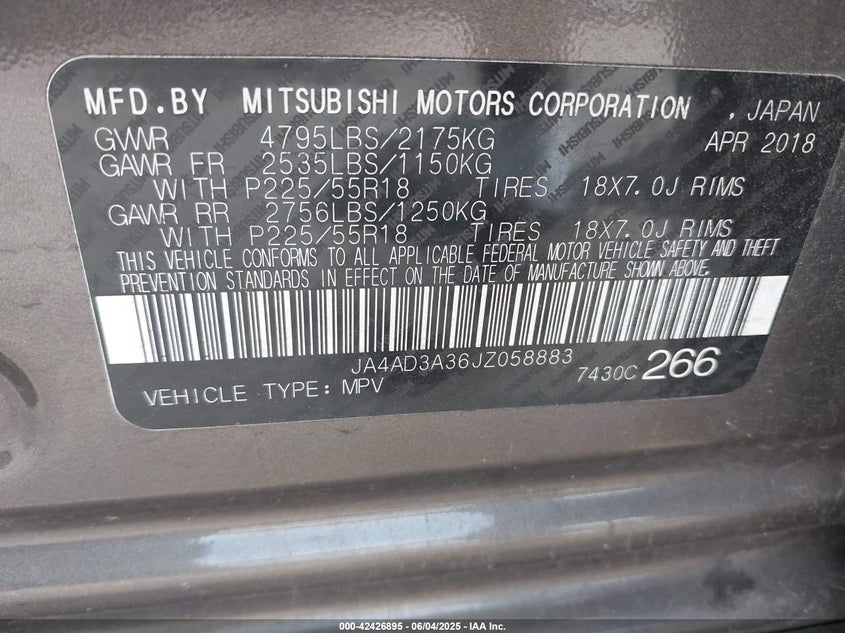 MFD.BY MITSUBISHI MOTORS CORPORATION , JAPAN
GVWR 4795LBS/2175KG APR 2018
GAWR FR 2535LBS/1150KG
WITH P225/55R18 TIRES 18X7.0J RIMS
GAWR RR 2756LBS/1250KG
WITH P225/55R18 TIRES 18X7.0J RIMS
THIS VEHICLE CONFORMS TO ALL APPLICABLE FEDERAL MOTOR VEHICLE SAFETY AND THEFT
PREVENTION STANDARDS IN EFFECT ON THE DATE OF MANUFACTURE SHOWN ABOVE.
JA4AD3A36JZ058883
VEHICLE TYPE: MPV 7430C 266
000-42426895 - 06/04/2025 - IAA Inc.